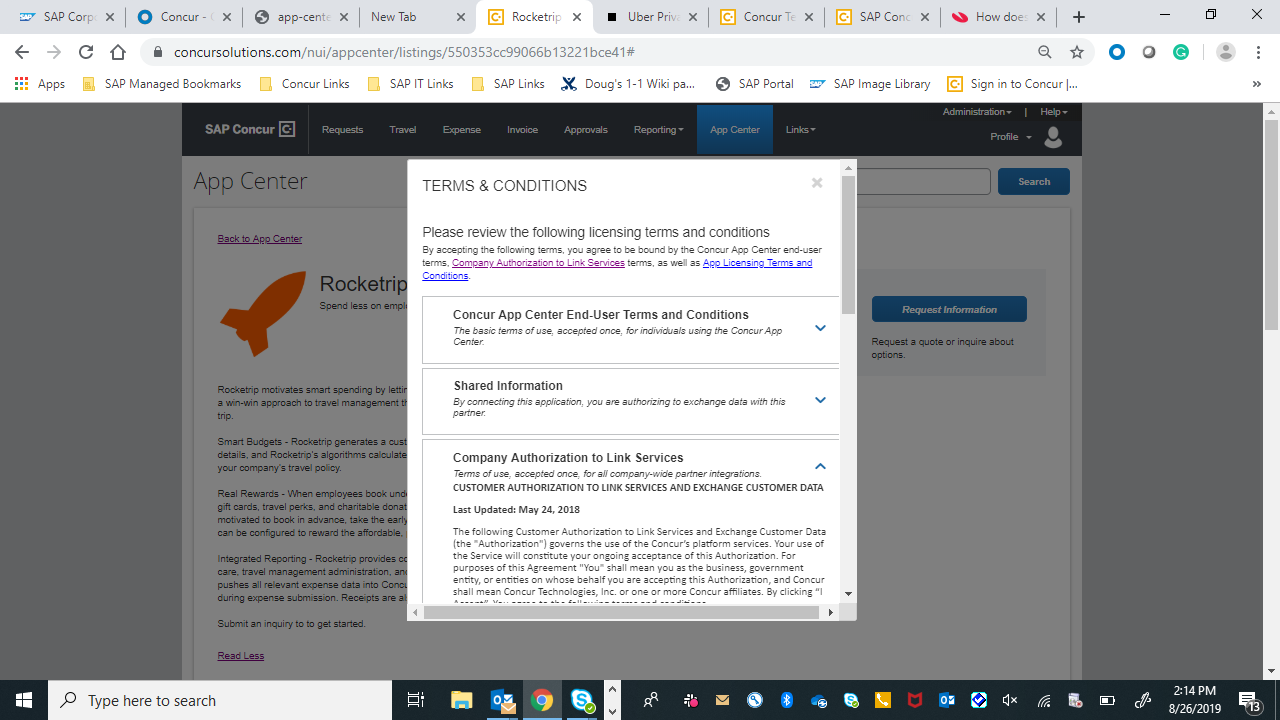 SAP Corp
Concur - 
app-cente
New Tab
Rocketrip
Uber Priv
Concur Te
SAP Conc
How does
concursolutions.com/nui/appcenter/listings/550353cc99066b13221bce41#
Apps
SAP Managed Bookmarks
Concur Links
SAP IT Links
SAP Links
Doug's 1-1 Wiki pa...
SAP Portal
SAP Image Library
Sign in to Concur |...
»
Administration
|
Help
SAP Concur C
Requests
Travel
Expense
Invoice
Approvals
Reporting
App Center
Links
Profile
App Center
Search
TERMS & CONDITIONS
Please review the following licensing terms and conditions
By accepting the following terms, you agree to be bound by the Concur App Center end-user
terms, Company Authorization to Link Services terms, as well as App Licensing Terms and
Conditions.
Concur App Center End-User Terms and Conditions
The basic terms of use, accepted once, for individuals using the Concur App
Center.
Shared Information
By connecting this application, you are authorizing to exchange data with this
partner.
Company Authorization to Link Services
Terms of use, accepted once, for all company-wide partner integrations.
CUSTOMER AUTHORIZATION TO LINK SERVICES AND EXCHANGE CUSTOMER DATA
Last Updated: May 24, 2018
The following Customer Authorization to Link Services and Exchange Customer Data
(the "Authorization") governs the use of the Concur's platform services. Your use of
the Service will constitute your ongoing acceptance of this Authorization. For
purposes of this Agreement "You" shall mean you as the business, government
entity, or entities on whose behalf you are accepting this Authorization, and Concur
shall mean Concur Technologies, Inc. or one or more Concur affiliates. By clicking "I
Accept", You agree to the following terms and conditions
Back to App Center
Rocketrip
Spend less on emplo
Request Information
Request a quote or inquire about
options.
Rocketrip motivates smart spending by lettin
a win-win approach to travel management th
trip.
Smart Budgets - Rocketrip generates a cust
details, and Rocketrip's algorithms calculate
your company's travel policy.
Real Rewards - When employees book und
gift cards, travel perks, and charitable donat
motivated to book in advance, take the early
can be configured to reward the affordable, 
Integrated Reporting - Rocketrip provides co
care, travel management administration, and
pushes all relevant expense data into Concu
during expense submission. Receipts are al
Submit an inquiry to to get started.
Read Less
Type here to search
2:14 PM
8/26/2019
13